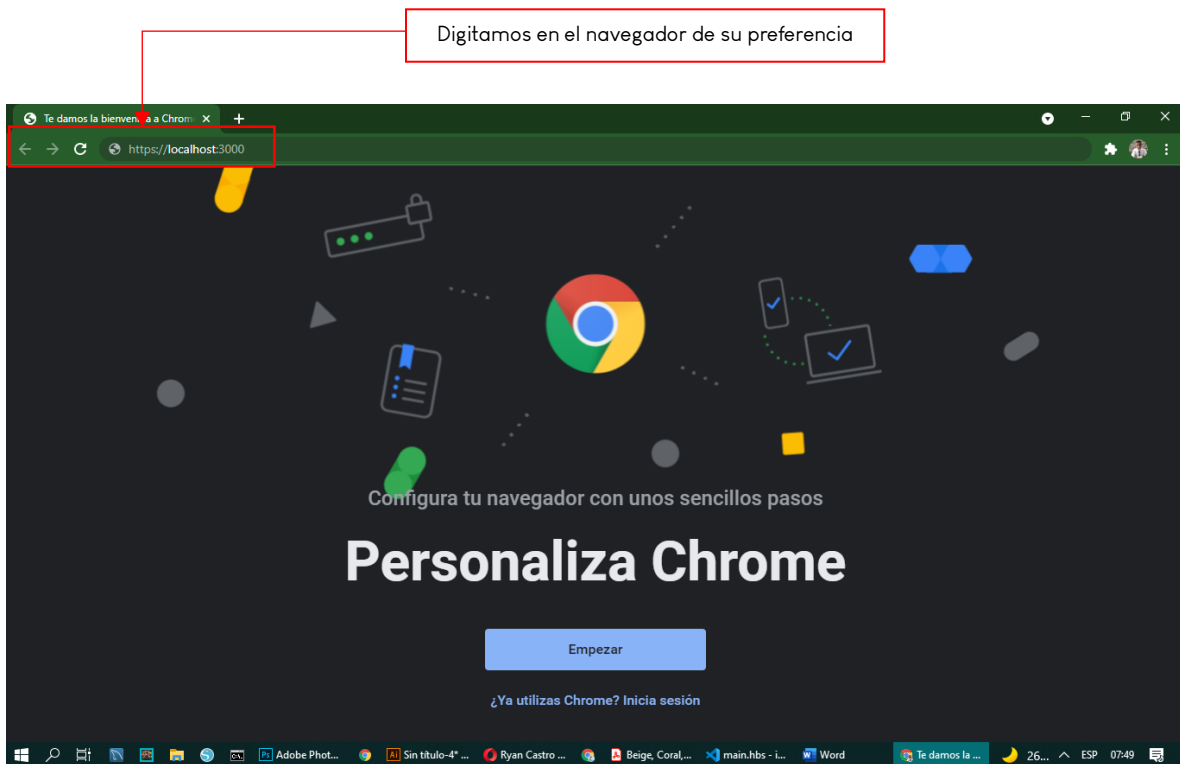 Digitamos en el navegador de su preferencia
Te damos la bienvenida a Chrom
https://localhost:3000
Configura tu navegador con unos sencillos pasos
Personaliza Chrome
Empezar
¿Ya utilizas Chrome? Inicia sesión
Ps Adobe Phot...
Ai Sin título-4* ...
Ryan Castro ...
Beige, Coral,...
main.hbs - i...
Word
Te damos la ...
26...
ESP
07:49